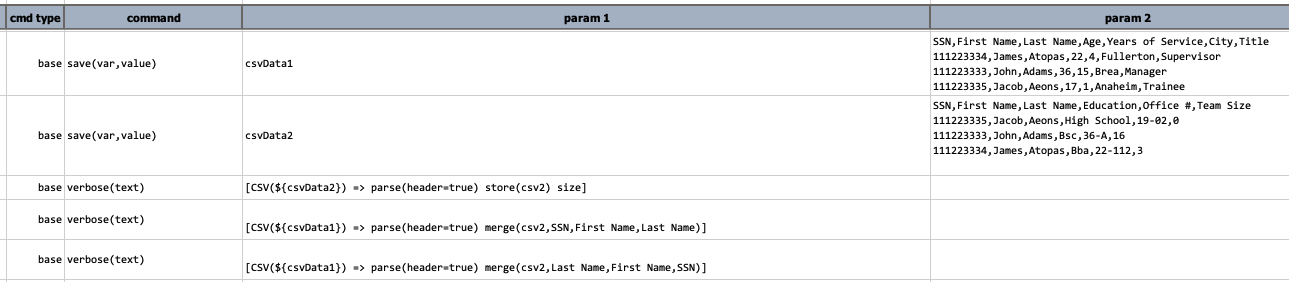 cmd type command param 1 param 2
base save(var,value) csvData1 SSN,First Name,Last Name,Age,Years of Service,City,Title
111223334,James,Atopas,22,4,Fullerton,Supervisor
111223333,John,Adams,36,15,Brea,Manager
111223335,Jacob,Aeons,17,1,Anaheim,Trainee
base save(var,value) csvData2 SSN,First Name,Last Name,Education,Office #,Team Size
111223335,Jacob,Aeons,High School,19-02,0
111223333,John,Adams,Bsc,36-A,16
111223334,James,Atopas,Bba,22-112,3
base verbose(text) [CSV(${csvData2}) => parse(header=true) store(csv2) size]
base verbose(text) [CSV(${csvData1}) => parse(header=true) merge(csv2,SSN,First Name,Last Name)]
base verbose(text) [CSV(${csvData1}) => parse(header=true) merge(csv2,Last Name,First Name,SSN)]